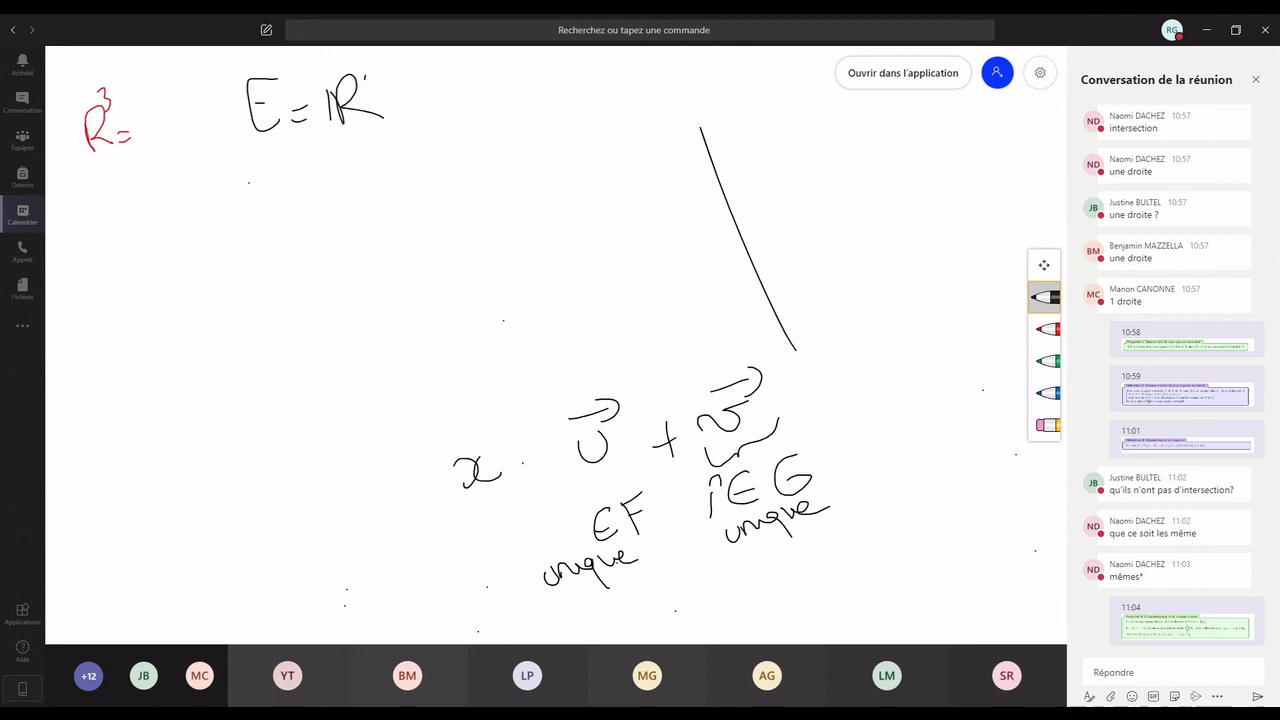 Recherchez ou tapez une commande
RG
Activité
Conversation
Équipes
Devoirs
Calendrier
Appels
Fichiers
Applications
Aide
Ouvrir dans l'application
R³=
E = ℝ
x u + v
∈ F ∈ G
unique unique
Conversation de la réunion
ND Naomi DACHEZ 10:57
intersection
ND Naomi DACHEZ 10:57
une droite
JB Justine BULTEL 10:57
une droite ?
BM Benjamin MAZZELLA 10:57
une droite
MC Manon CANONNE 10:57
1 droite
10:58
10:59
11:01
JB Justine BULTEL 11:02
qu'ils n'ont pas d'intersection?
ND Naomi DACHEZ 11:02
que ce soit les même
ND Naomi DACHEZ 11:03
mêmes*
11:04
Répondre
+12 JB MC YT BM LP MG AG LM SR